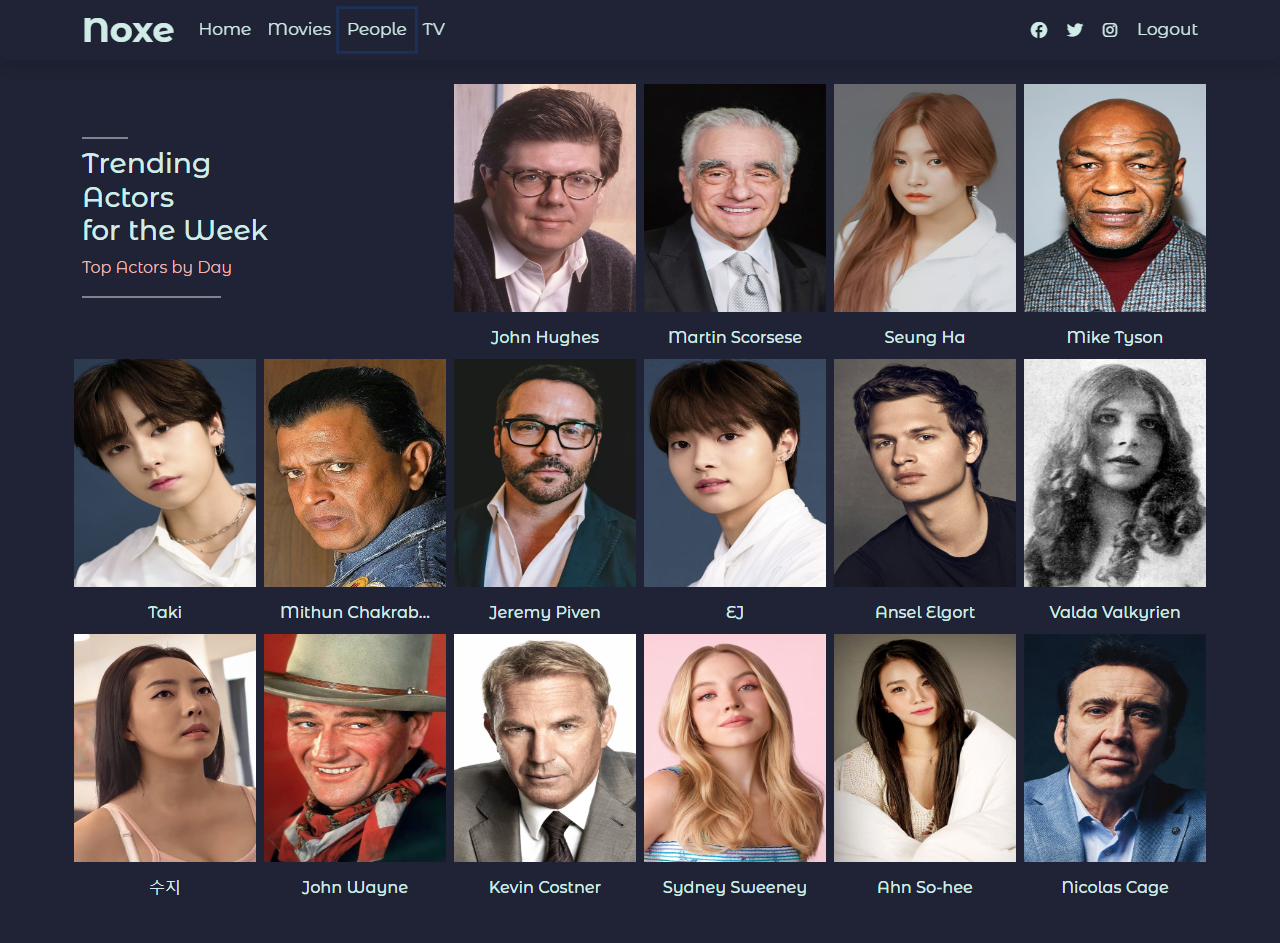 Noxe Home Movies People TV Logout
Trending
Actors
for the Week
Top Actors by Day
John Hughes Martin Scorsese Seung Ha Mike Tyson
Taki Mithun Chakrab... Jeremy Piven EJ Ansel Elgort Valda Valkyrien
수지 John Wayne Kevin Costner Sydney Sweeney Ahn So-hee Nicolas Cage